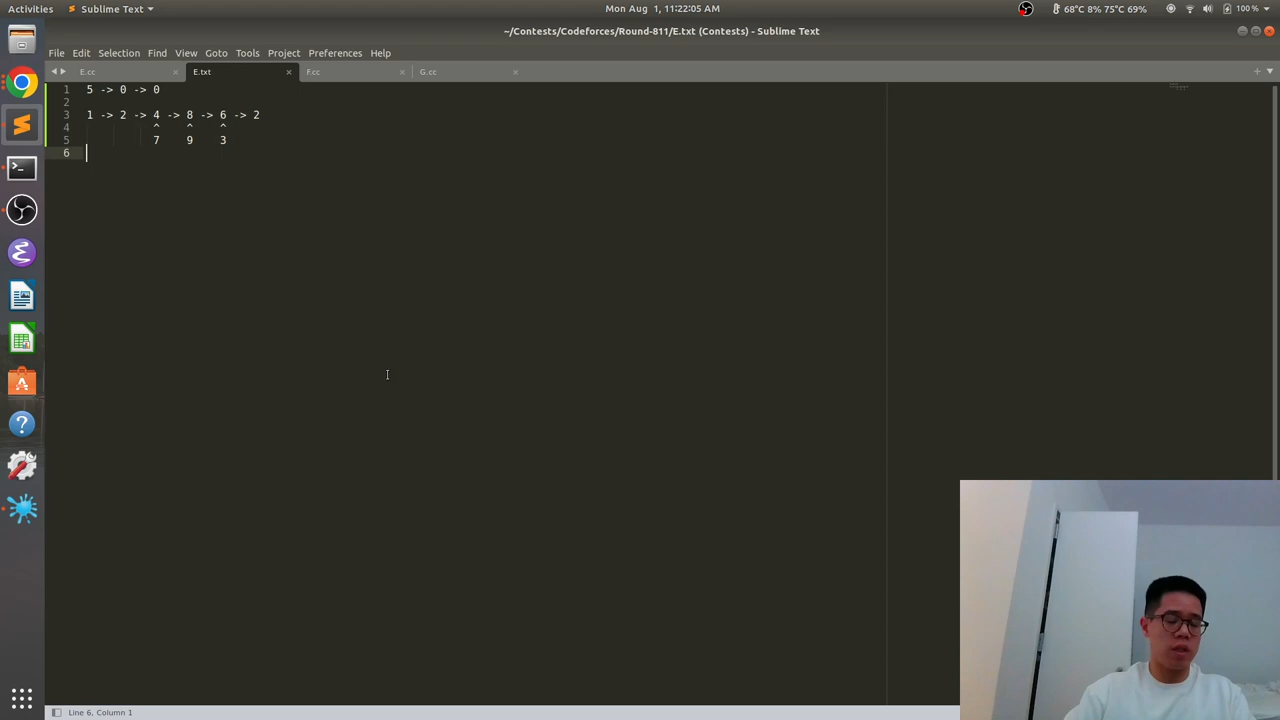 Activities Sublime Text Mon Aug 1, 11:22:05 AM 68°C 8% 75°C 69% 100 %
~/Contests/Codeforces/Round-811/E.txt (Contests) - Sublime Text
File Edit Selection Find View Goto Tools Project Preferences Help
E.cc E.txt F.cc G.cc
1 5 -> 0 -> 0
2
3 1 -> 2 -> 4 -> 8 -> 6 -> 2
4 ^ ^ ^
5 7 9 3
6
Line 6, Column 1